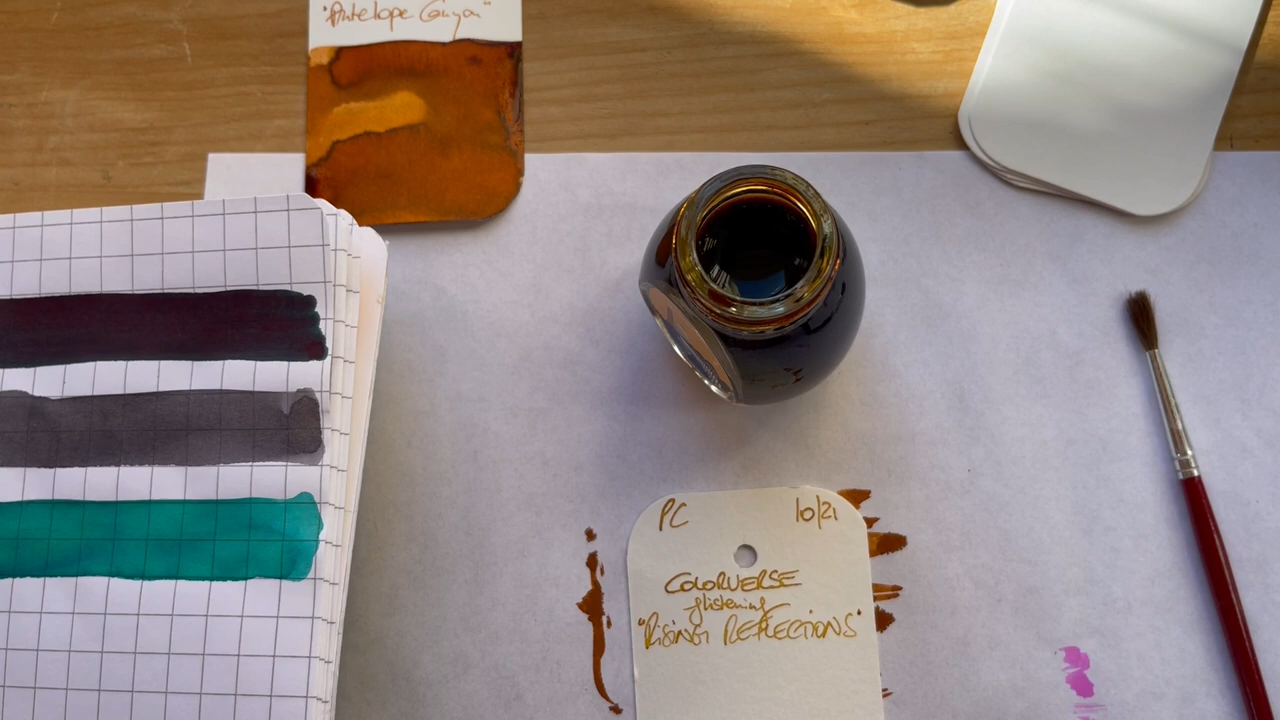 "Antelope Canyon"
PC 10/21
COLORVERSE
glistening
"RISING REFLECTIONS"